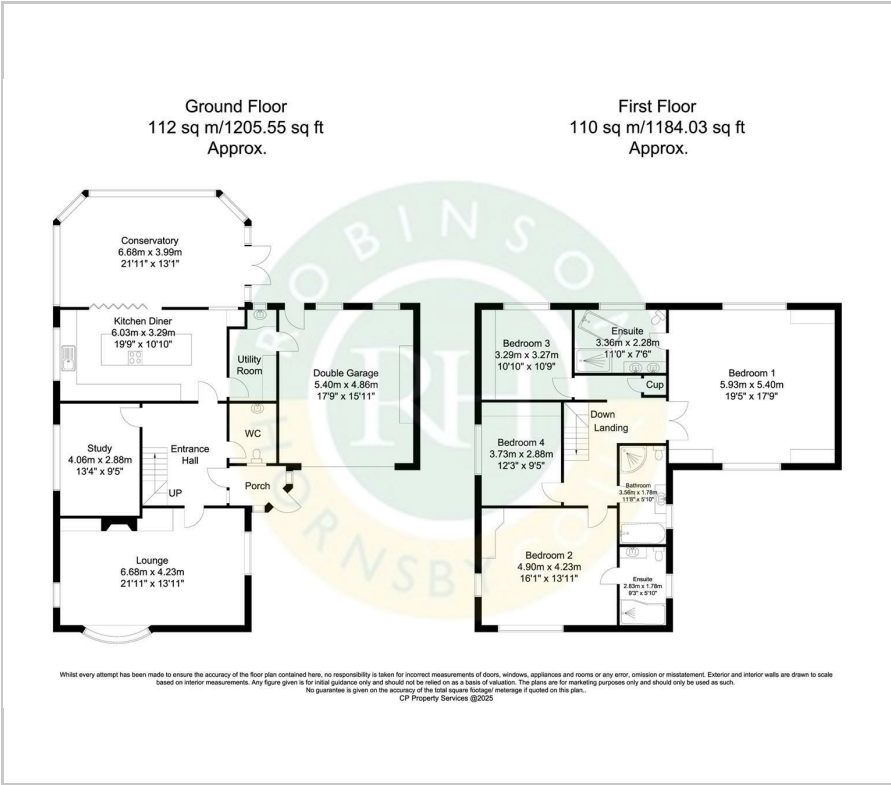 Ground Floor
112 sq m/1205.55 sq ft
Approx.
First Floor
110 sq m/1184.03 sq ft
Approx.
Conservatory
6.68m x 3.99m
21'11" x 13'1"
Kitchen Diner
6.03m x 3.29m
19'9" x 10'10"
Utility
Room
Double Garage
5.40m x 4.86m
17'9" x 15'11"
Study
4.06m x 2.88m
13'4" x 9'5"
Entrance
Hall
UP
WC
Porch
Lounge
6.68m x 4.23m
21'11" x 13'11"
Bedroom 3
3.29m x 3.27m
10'10" x 10'9"
Ensuite
3.36m x 2.28m
11'0" x 7'6"
Cup
Bedroom 1
5.93m x 5.40m
19'5" x 17'9"
Down
Landing
Bedroom 4
3.73m x 2.88m
12'3" x 9'5"
Bathroom
3.56m x 1.78m
11'8" x 5'10"
Bedroom 2
4.90m x 4.23m
16'1" x 13'11"
Ensuite
2.83m x 1.78m
9'3" x 5'10"
ROBINSON
RH
HORNSBY
Whilst every attempt has been made to ensure the accuracy of the floor plan contained here, no responsibility is taken for incorrect measurements of doors, windows, appliances and rooms or any error, omission or misstatement. Exterior and interior walls are drawn to scale
based on interior measurements. Any figure given is for initial guidance only and should not be relied on as a basis of valuation. The plans are for marketing purposes only and should only be used as such.
No guarantee is given on the accuracy of the total square footage/ meterage if quoted on this plan..
CP Property Services @2025